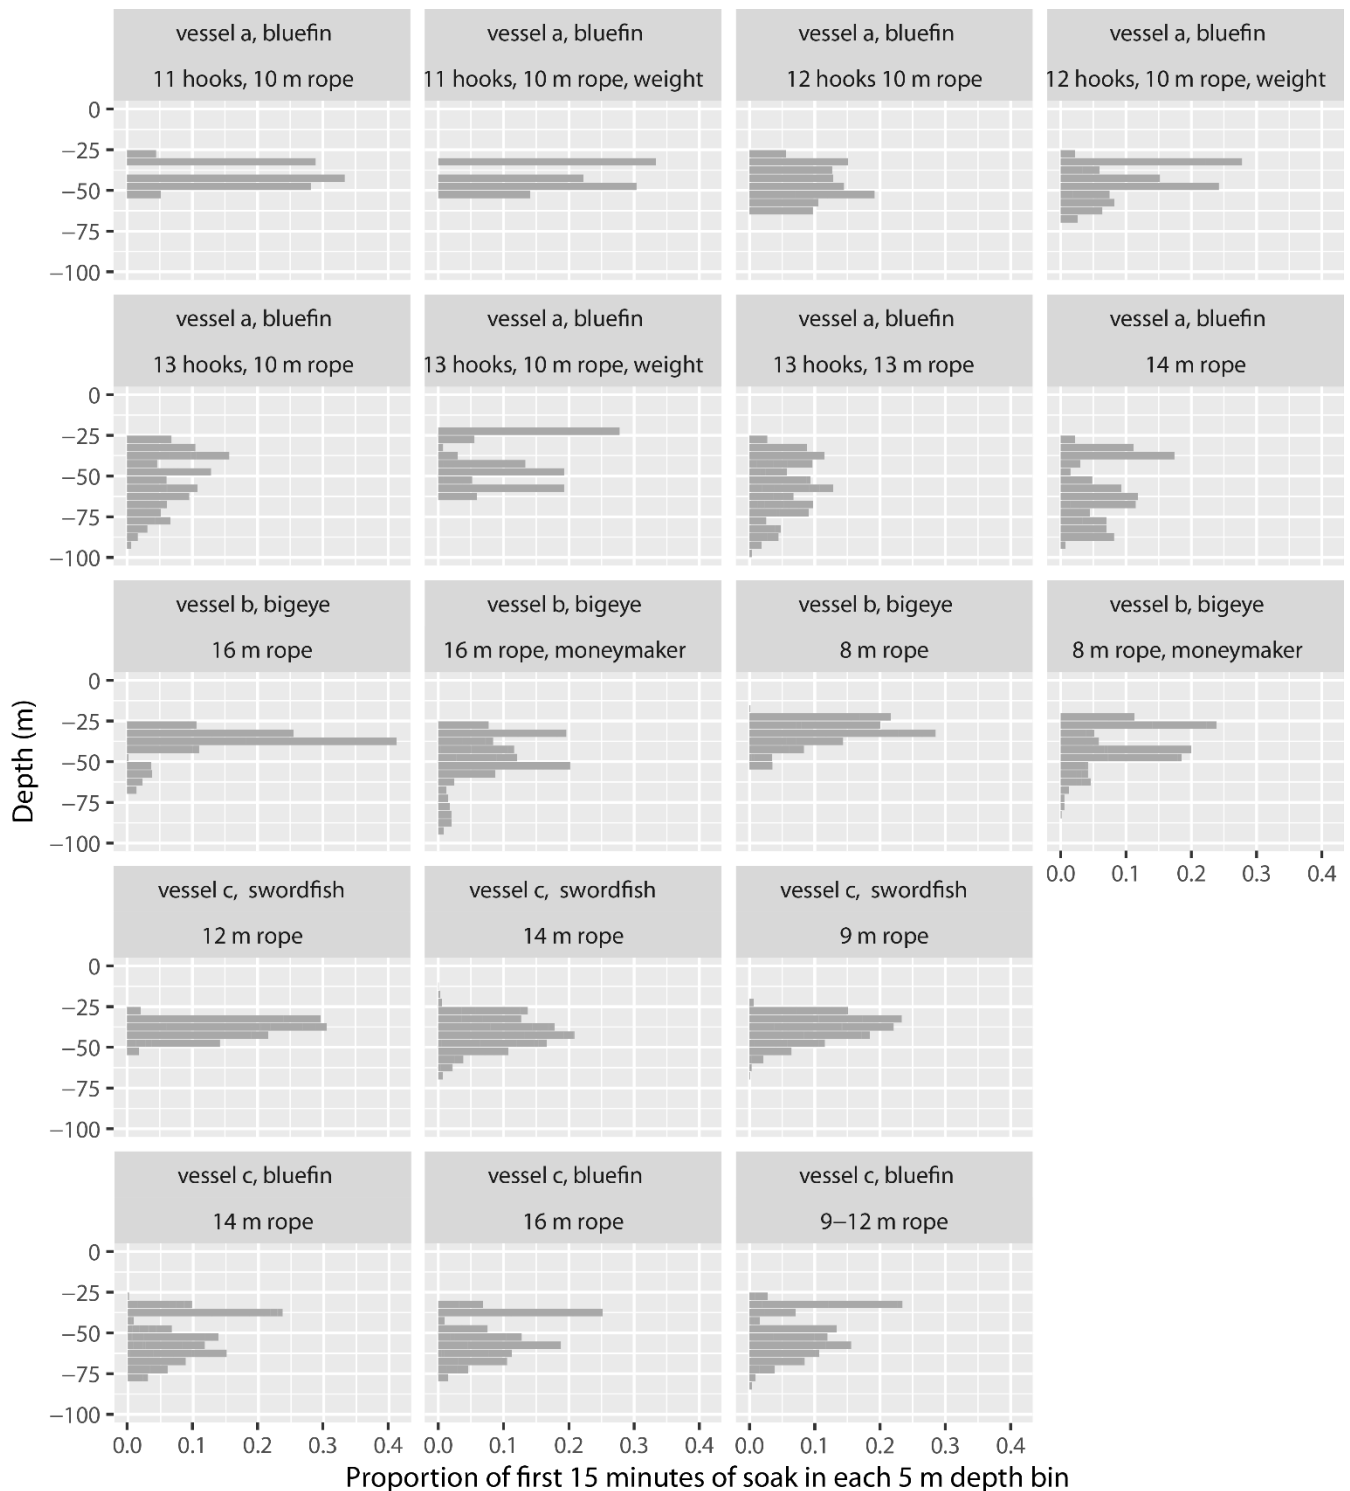 vessel a, bluefin
11 hooks, 10 m rope
vessel a, bluefin
11 hooks, 10 m rope, weight
vessel a, bluefin
12 hooks 10 m rope
vessel a, bluefin
12 hooks, 10 m rope, weight
0
−25
−50
−75
−100
vessel a, bluefin
13 hooks, 10 m rope
vessel a, bluefin
13 hooks, 10 m rope, weight
vessel a, bluefin
13 hooks, 13 m rope
vessel a, bluefin
14 m rope
0
−25
−50
−75
−100
vessel b, bigeye
16 m rope
vessel b, bigeye
16 m rope, moneymaker
vessel b, bigeye
8 m rope
vessel b, bigeye
8 m rope, moneymaker
0
−25
−50
−75
−100
0.0 0.1 0.2 0.3 0.4
Depth (m)
vessel c, swordfish
12 m rope
vessel c, swordfish
14 m rope
vessel c, swordfish
9 m rope
0
−25
−50
−75
−100
vessel c, bluefin
14 m rope
vessel c, bluefin
16 m rope
vessel c, bluefin
9−12 m rope
0
−25
−50
−75
−100
0.0 0.1 0.2 0.3 0.4
0.0 0.1 0.2 0.3 0.4
0.0 0.1 0.2 0.3 0.4
Proportion of first 15 minutes of soak in each 5 m depth bin